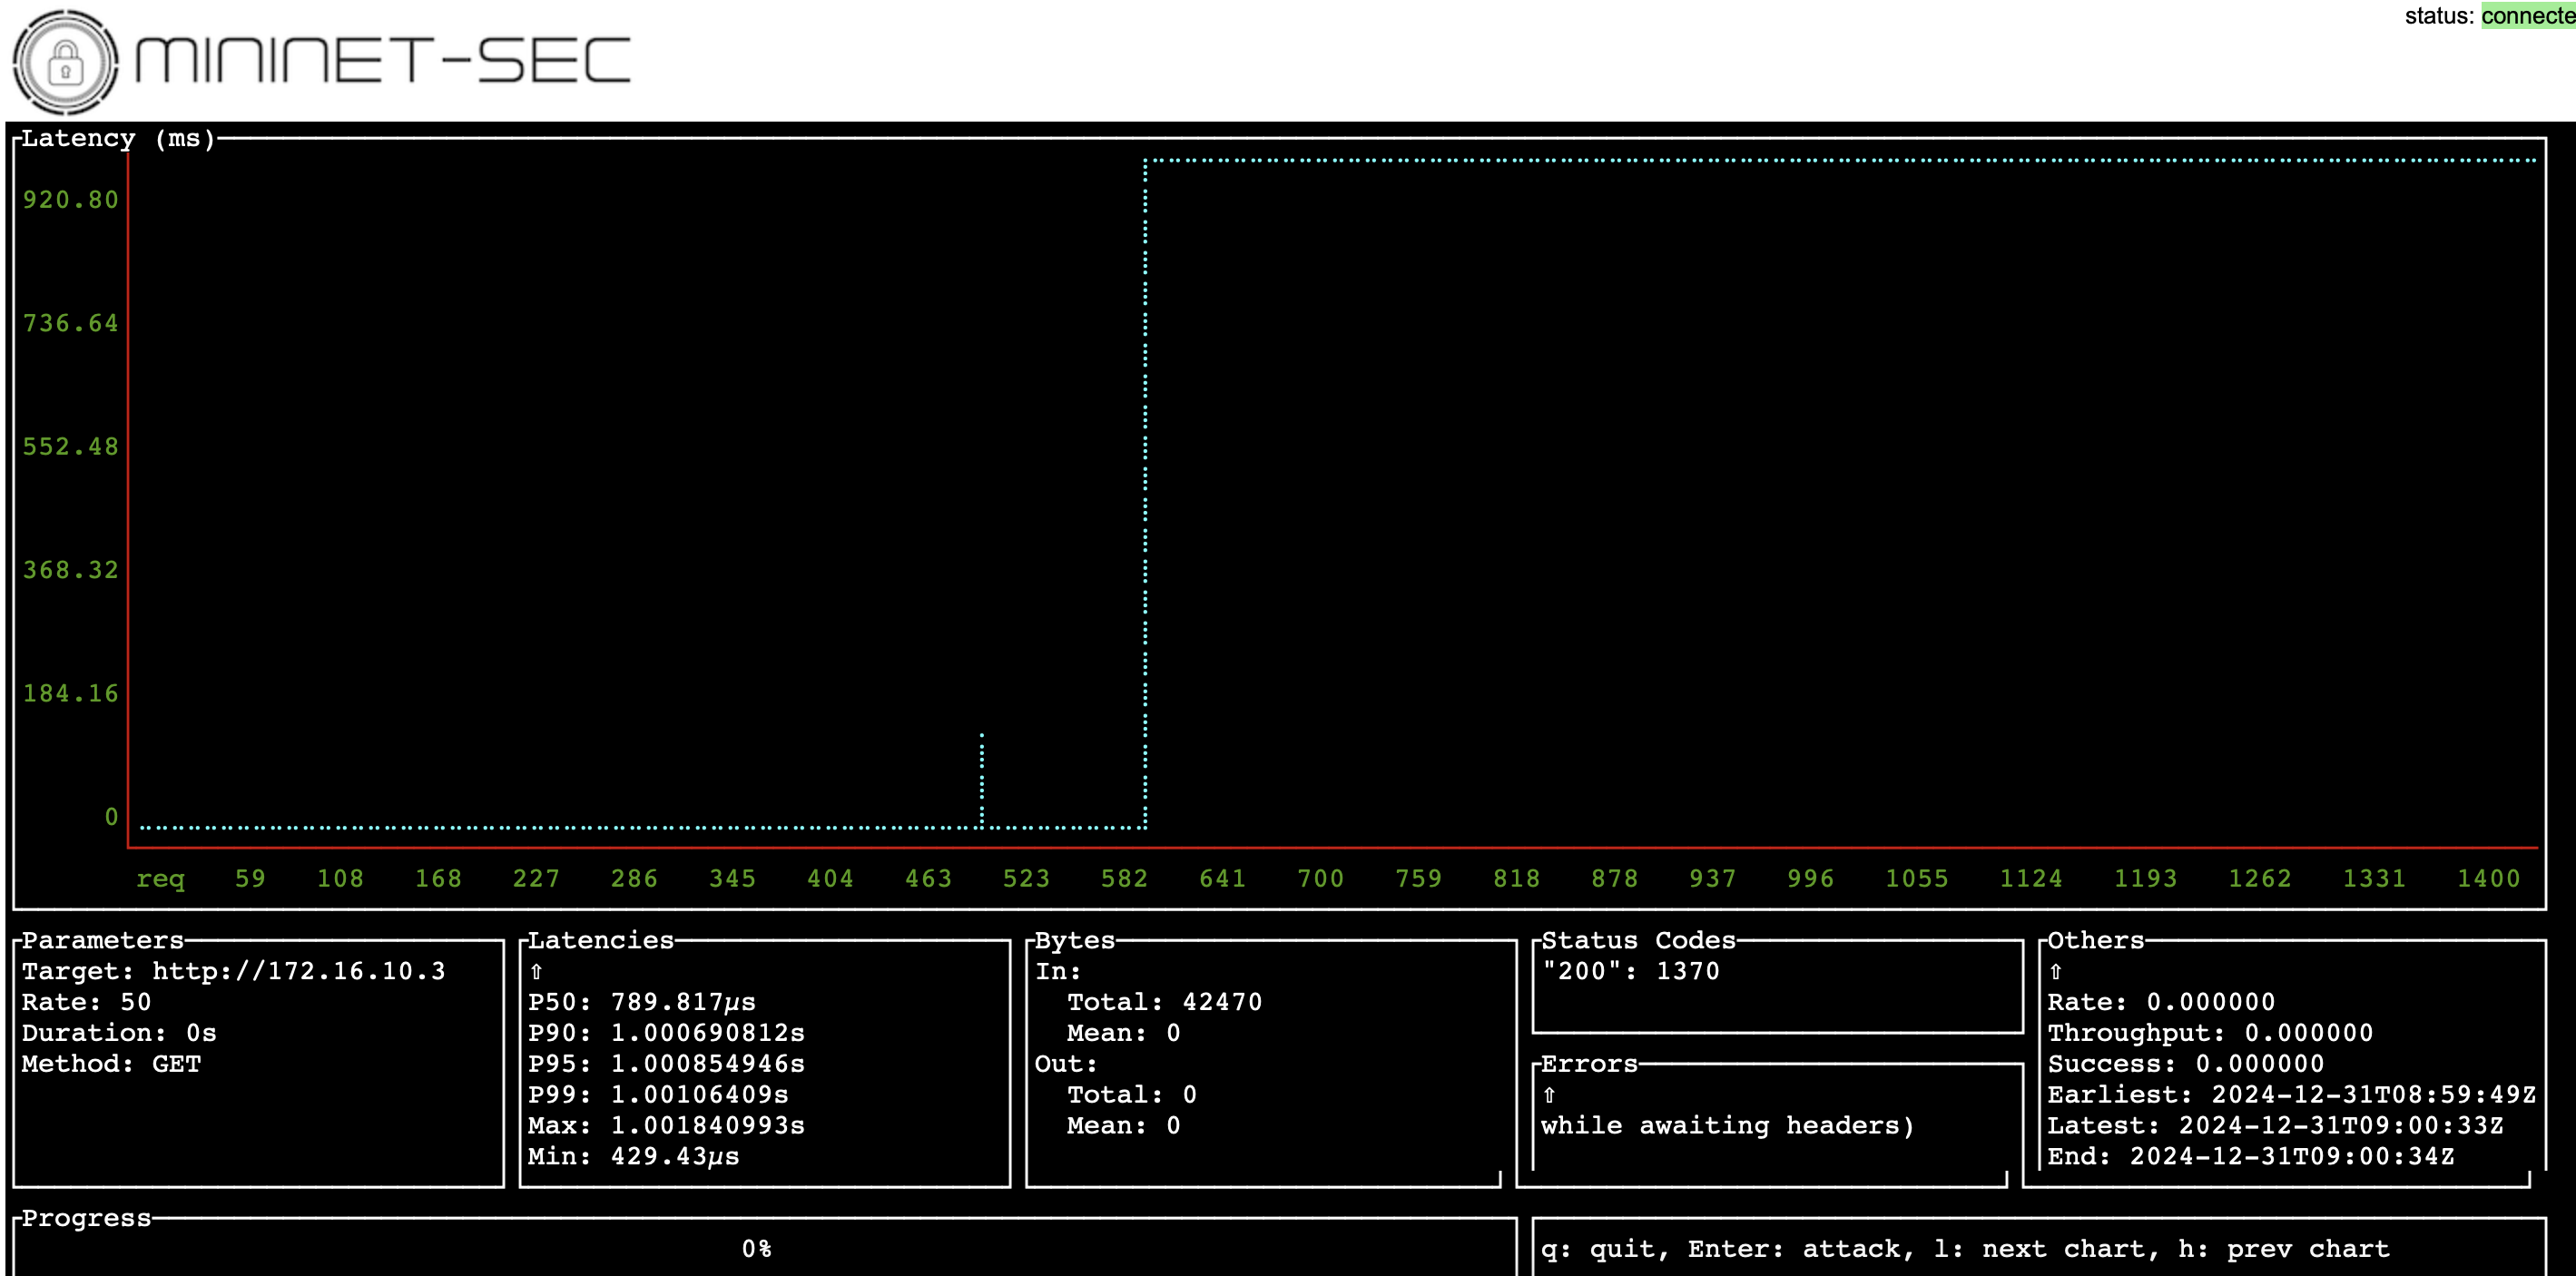 status: connecte
MININET-SEC
Latency (ms)
920.80
736.64
552.48
368.32
184.16
0
req 59 108 168 227 286 345 404 463 523 582 641 700 759 818 878 937 996 1055 1124 1193 1262 1331 1400
Parameters
Target: http://172.16.10.3
Rate: 50
Duration: 0s
Method: GET
Latencies
⇧
P50: 789.817µs
P90: 1.000690812s
P95: 1.000854946s
P99: 1.00106409s
Max: 1.001840993s
Min: 429.43µs
Bytes
In:
Total: 42470
Mean: 0
Out:
Total: 0
Mean: 0
Status Codes
"200": 1370
Errors
⇧
while awaiting headers)
Others
⇧
Rate: 0.000000
Throughput: 0.000000
Success: 0.000000
Earliest: 2024-12-31T08:59:49Z
Latest: 2024-12-31T09:00:33Z
End: 2024-12-31T09:00:34Z
Progress
0%
q: quit, Enter: attack, l: next chart, h: prev chart